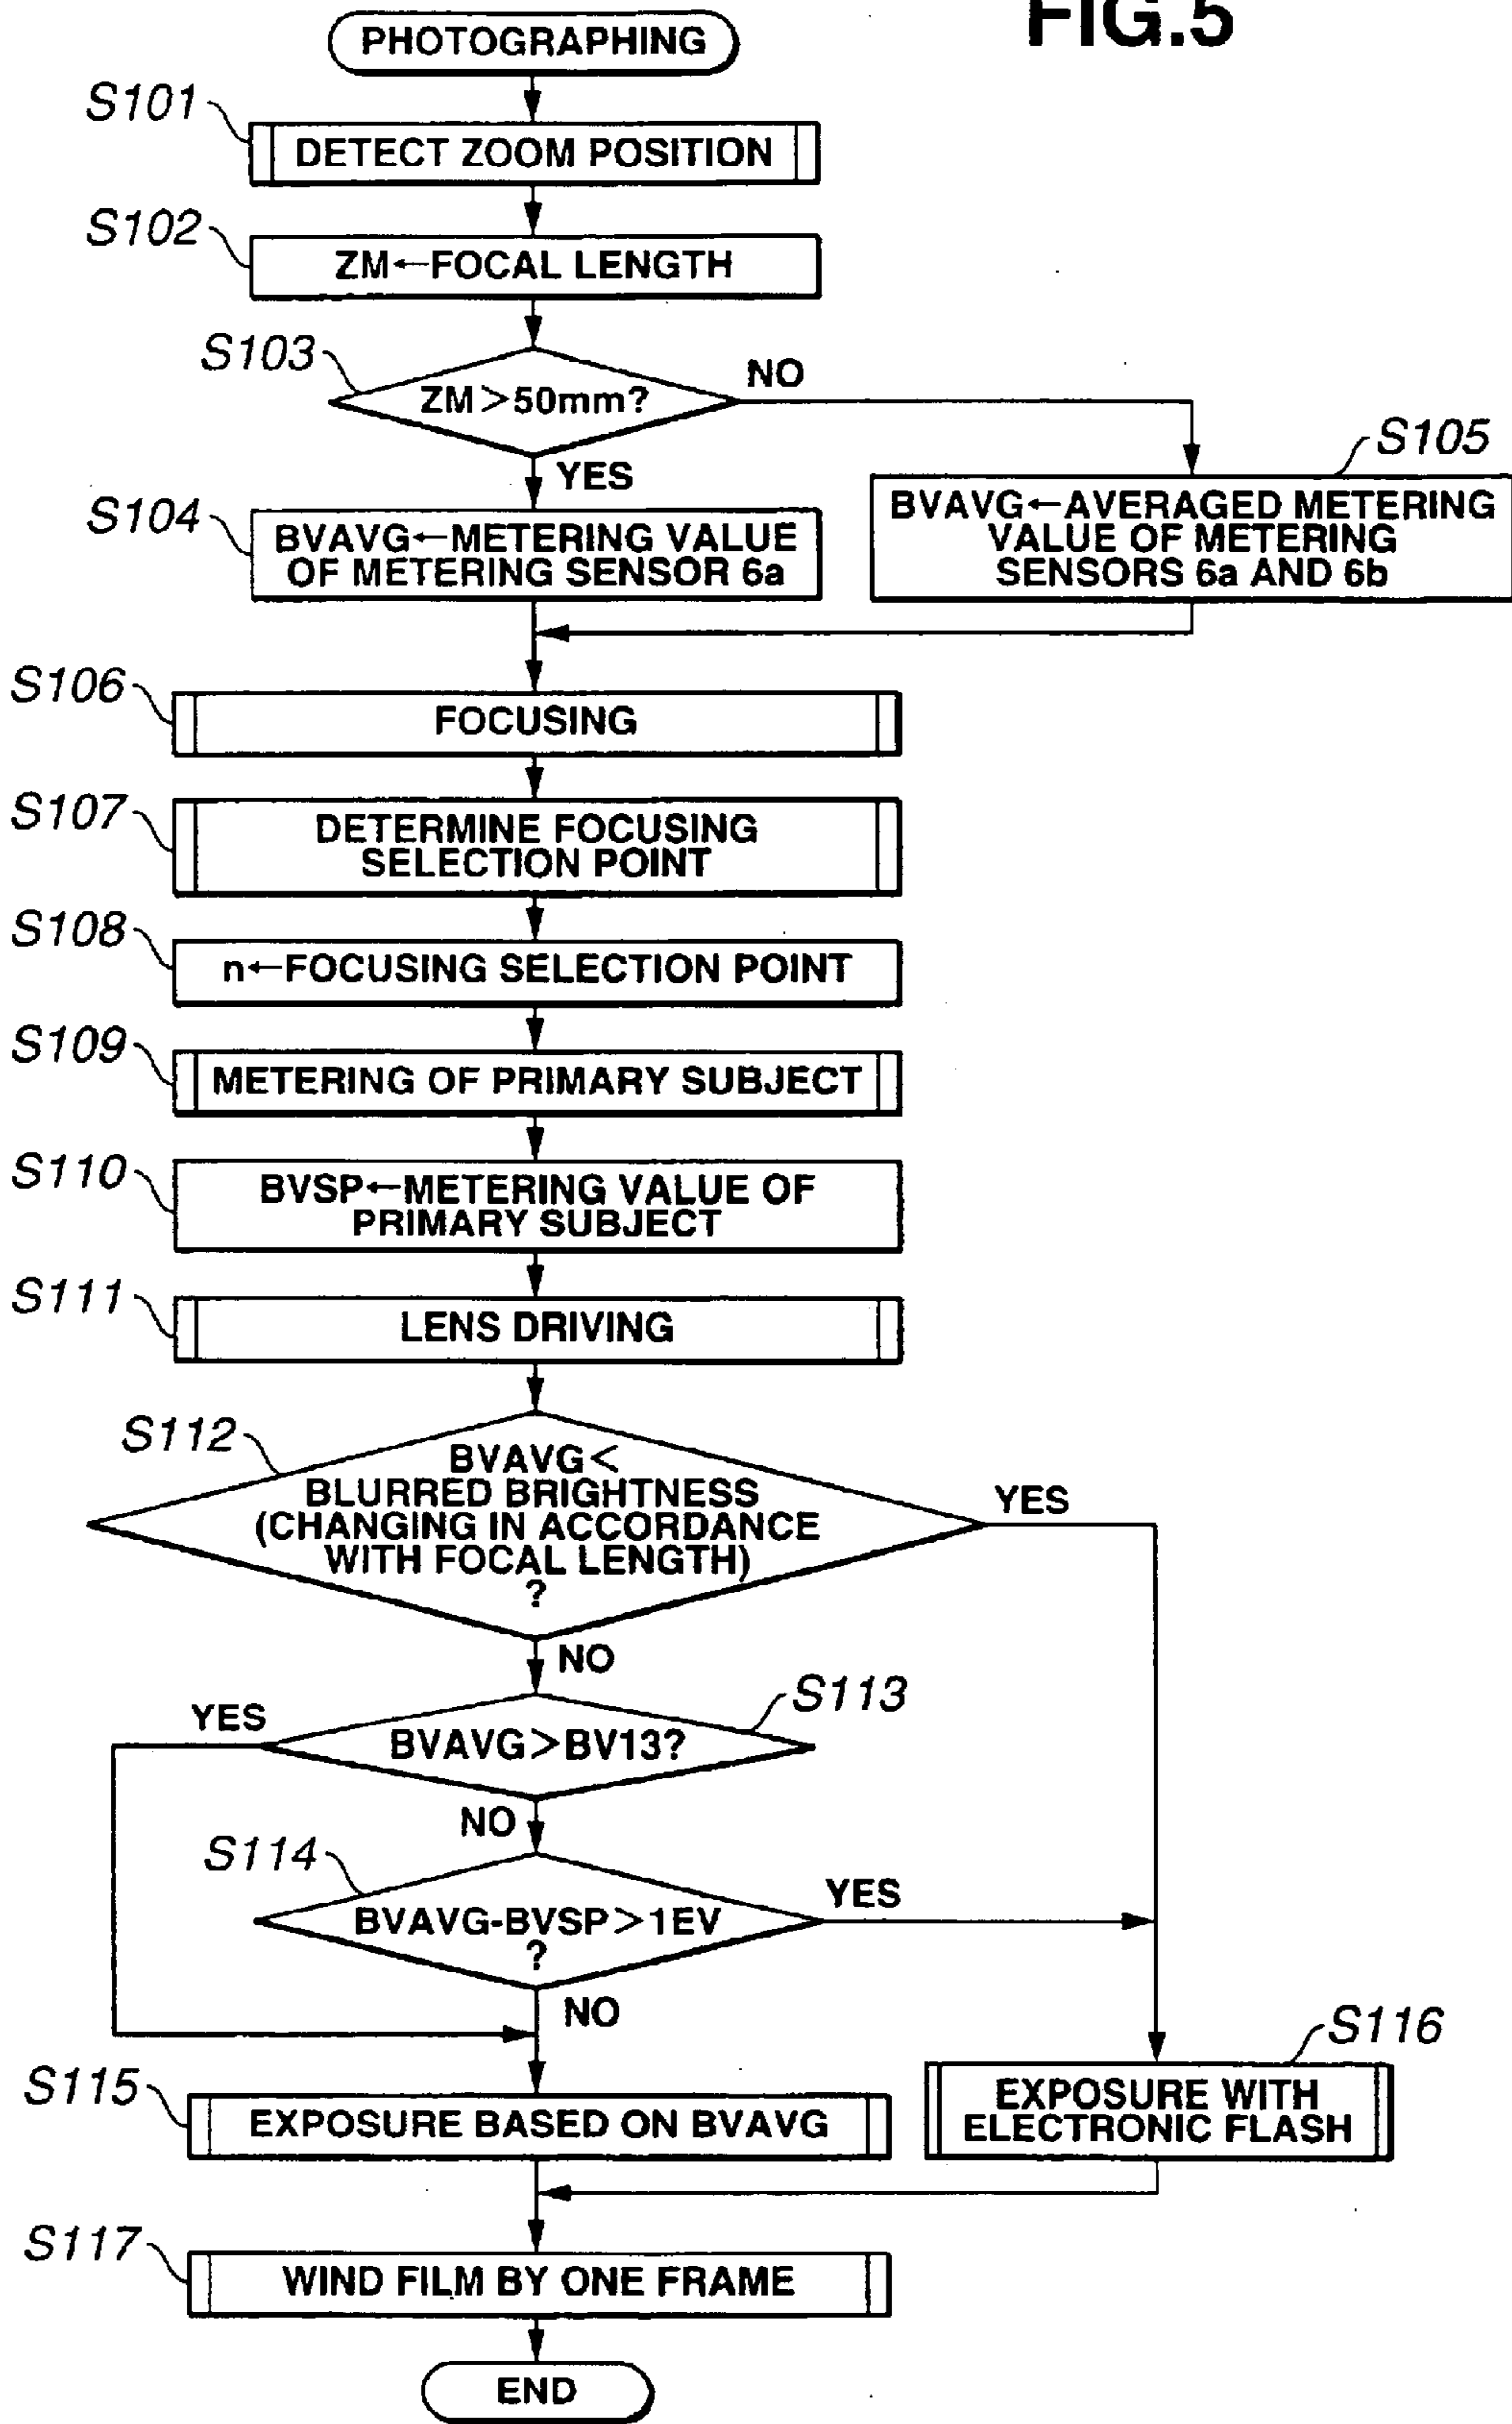 FIG.5
PHOTOGRAPHING
S101
DETECT ZOOM POSITION
S102
ZM←FOCAL LENGTH
S103
ZM>50mm?
NO
YES
S104
BVAVG←METERING VALUE
OF METERING SENSOR 6a
S105
BVAVG←AVERAGED METERING
VALUE OF METERING
SENSORS 6a AND 6b
S106
FOCUSING
S107
DETERMINE FOCUSING
SELECTION POINT
S108
n←FOCUSING SELECTION POINT
S109
METERING OF PRIMARY SUBJECT
S110
BVSP←METERING VALUE OF
PRIMARY SUBJECT
S111
LENS DRIVING
S112
BVAVG<
BLURRED BRIGHTNESS
(CHANGING IN ACCORDANCE
WITH FOCAL LENGTH)
?
YES
NO
S113
YES
BVAVG>BV13?
NO
S114
BVAVG-BVSP>1EV
?
YES
NO
S115
EXPOSURE BASED ON BVAVG
S116
EXPOSURE WITH
ELECTRONIC FLASH
S117
WIND FILM BY ONE FRAME
END